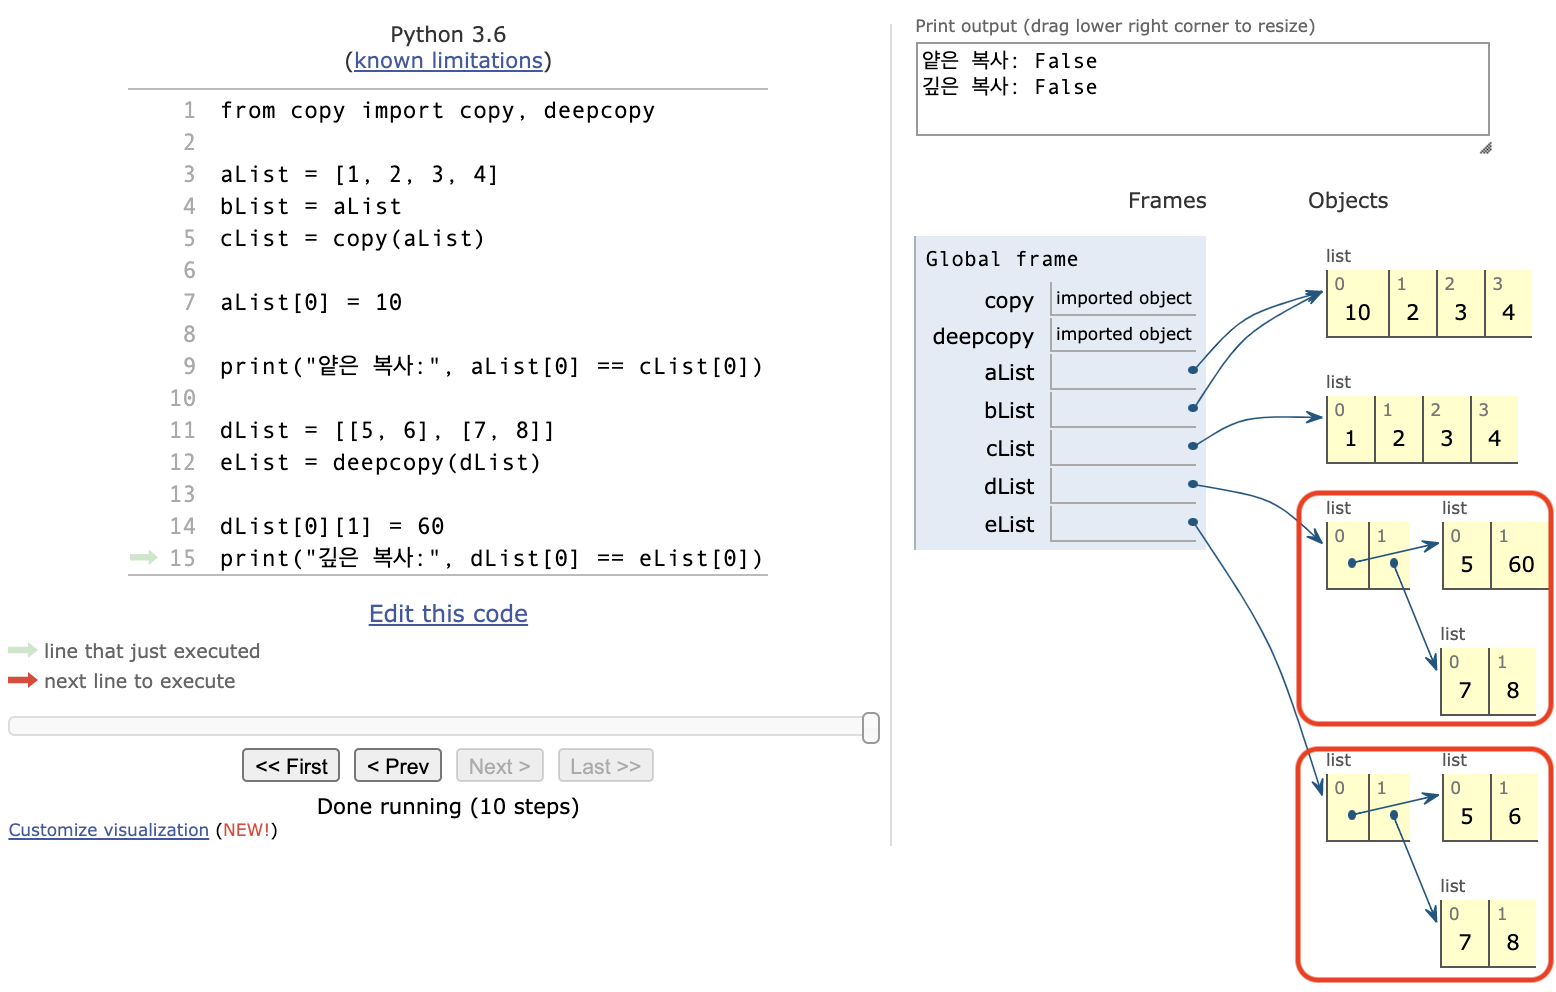 Python 3.6
(known limitations)
1 from copy import copy, deepcopy
2
3 aList = [1, 2, 3, 4]
4 bList = aList
5 cList = copy(aList)
6
7 aList[0] = 10
8
9 print("얕은 복사:", aList[0] == cList[0])
10
11 dList = [[5, 6], [7, 8]]
12 eList = deepcopy(dList)
13
14 dList[0][1] = 60
15 print("깊은 복사:", dList[0] == eList[0])
Edit this code
line that just executed
next line to execute
<< First < Prev Next > Last >>
Done running (10 steps)
Customize visualization (NEW!)
Print output (drag lower right corner to resize)
얕은 복사: False
깊은 복사: False
Frames Objects
Global frame
copy imported object
deepcopy imported object
aList
bList
cList
dList
eList
list
0 1 2 3
10 2 3 4
list
0 1 2 3
1 2 3 4
list list
0 1 0 1
5 60
list
0 1
7 8
list list
0 1 0 1
5 6
list
0 1
7 8